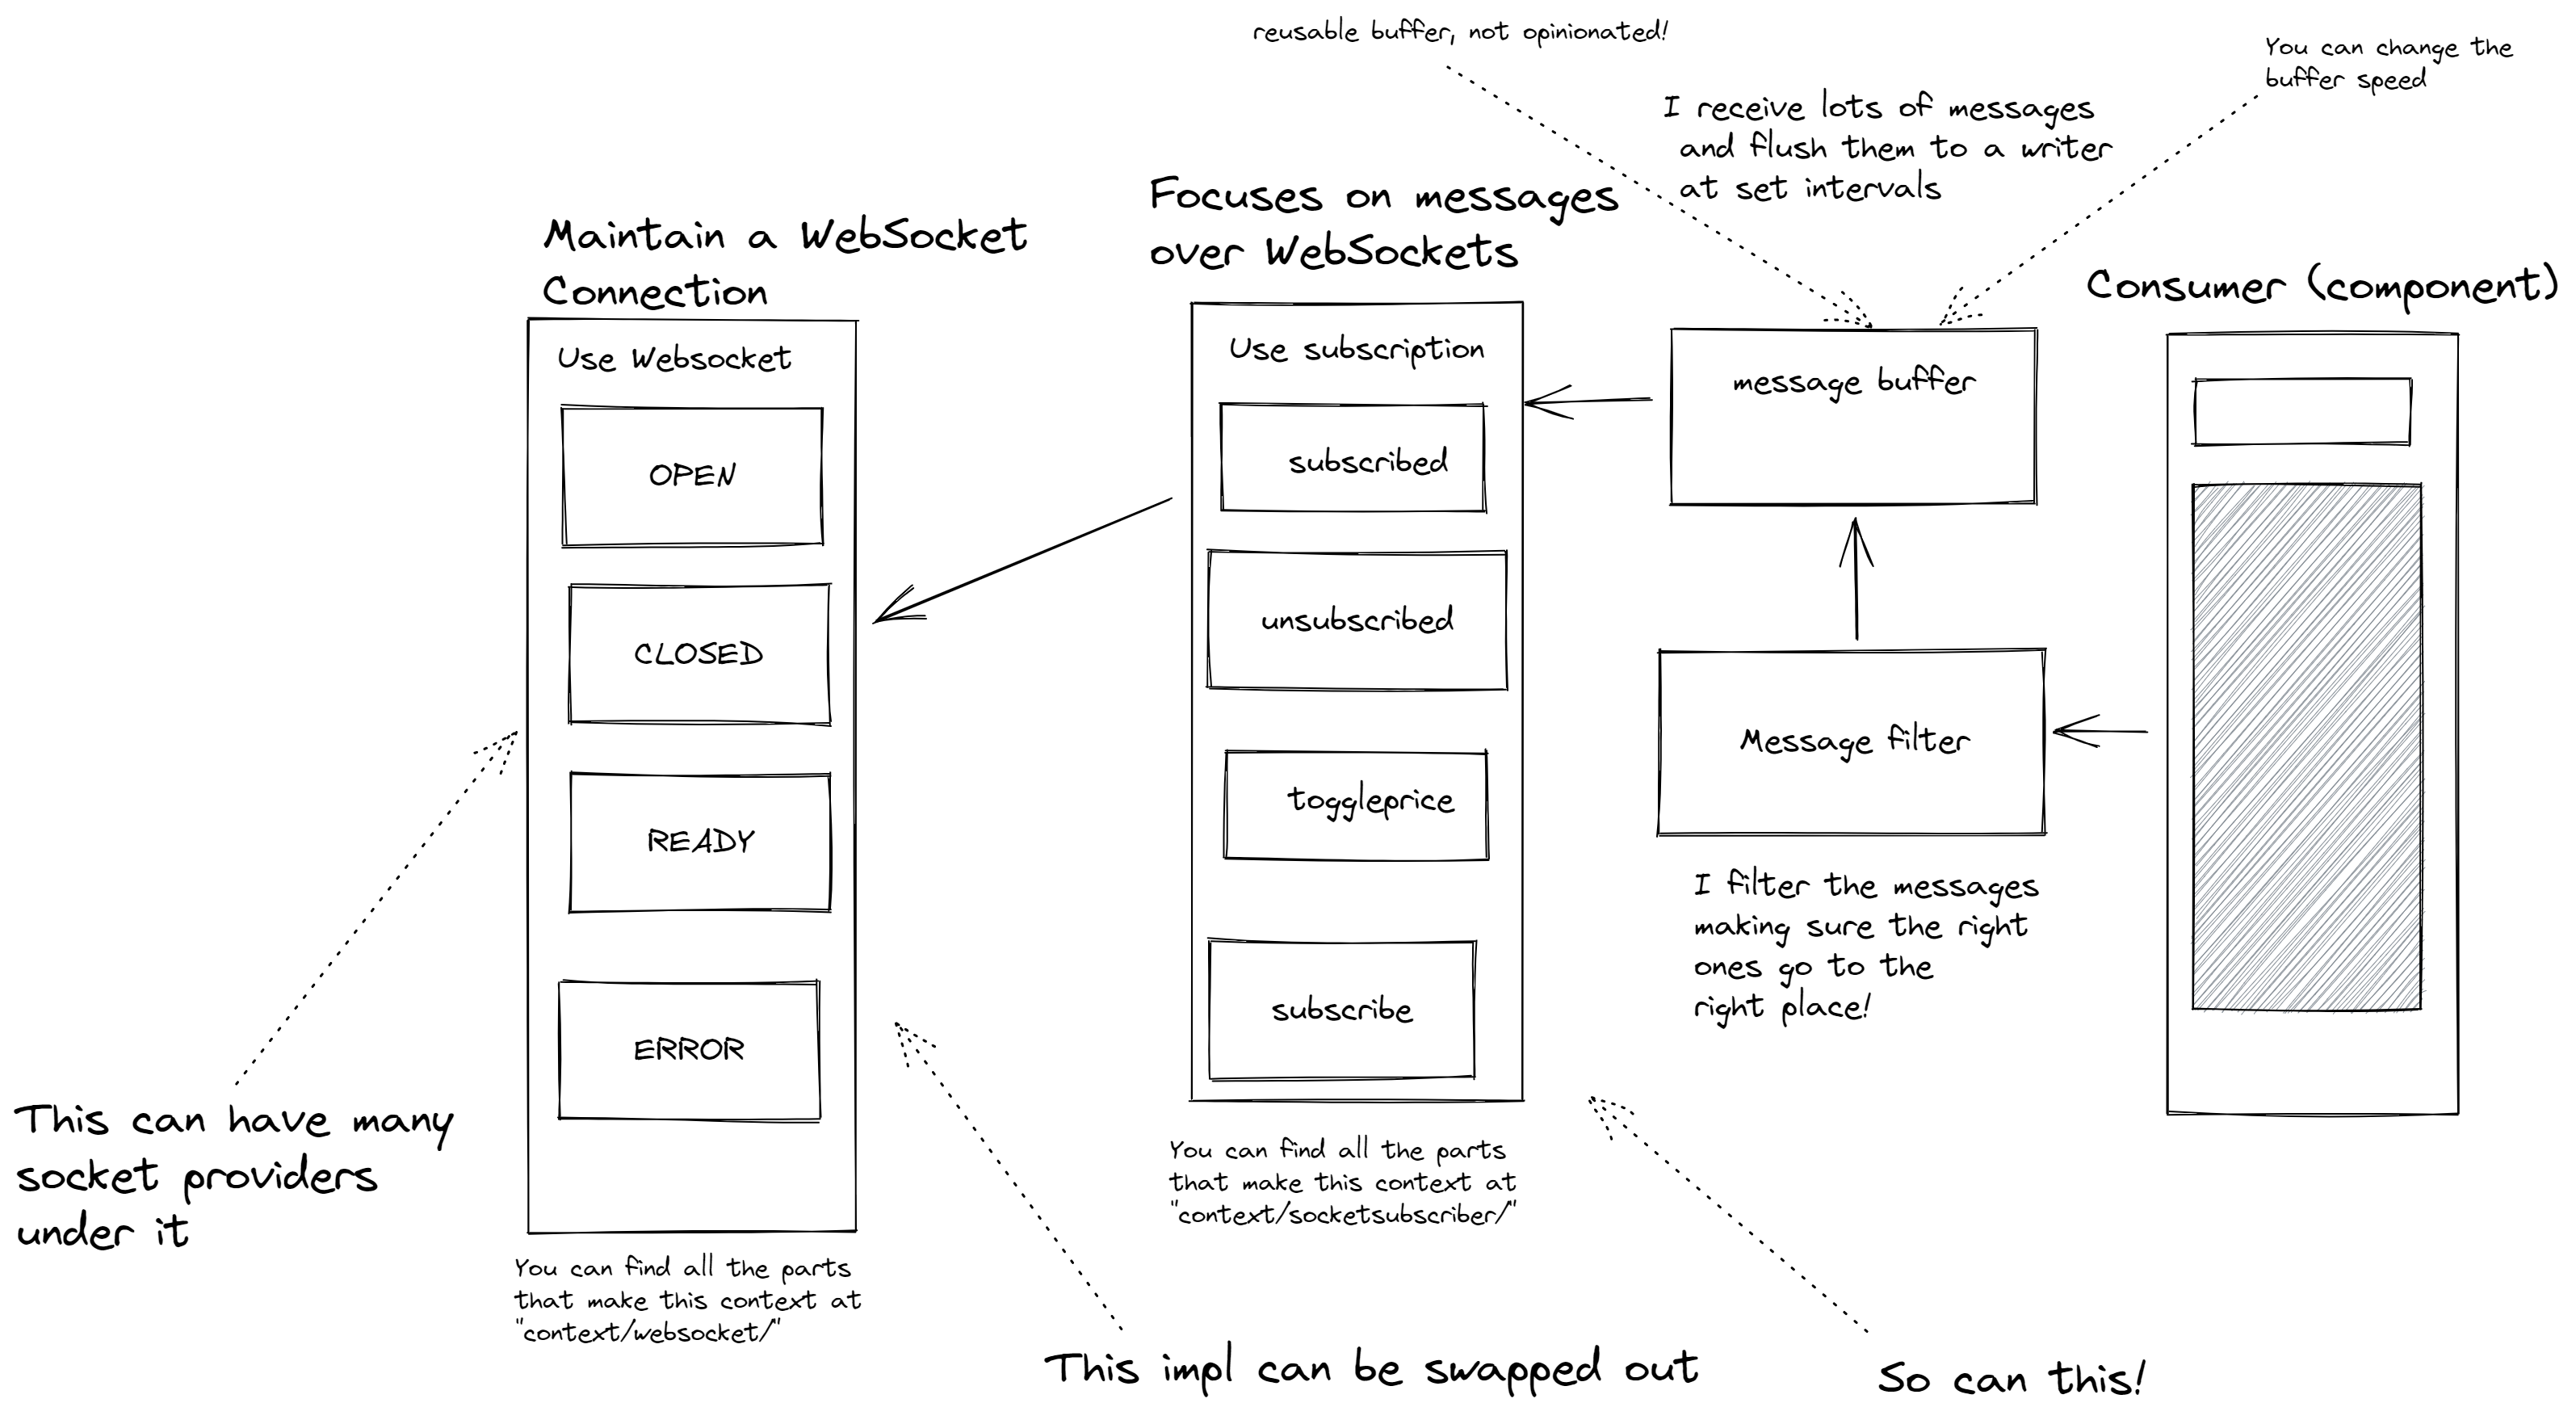 reusable buffer, not opinionated!
You can change the
buffer speed
I receive lots of messages
and flush them to a writer
at set intervals
Maintain a WebSocket
Connection
Use Websocket
OPEN
CLOSED
READY
ERROR
You can find all the parts
that make this context at
"context/websocket/"
This can have many
socket providers
under it
Focuses on messages
over WebSockets
Use subscription
subscribed
unsubscribed
toggleprice
subscribe
You can find all the parts
that make this context at
"context/socketsubscriber/"
message buffer
Message filter
I filter the messages
making sure the right
ones go to the
right place!
Consumer (component)
This impl can be swapped out
So can this!